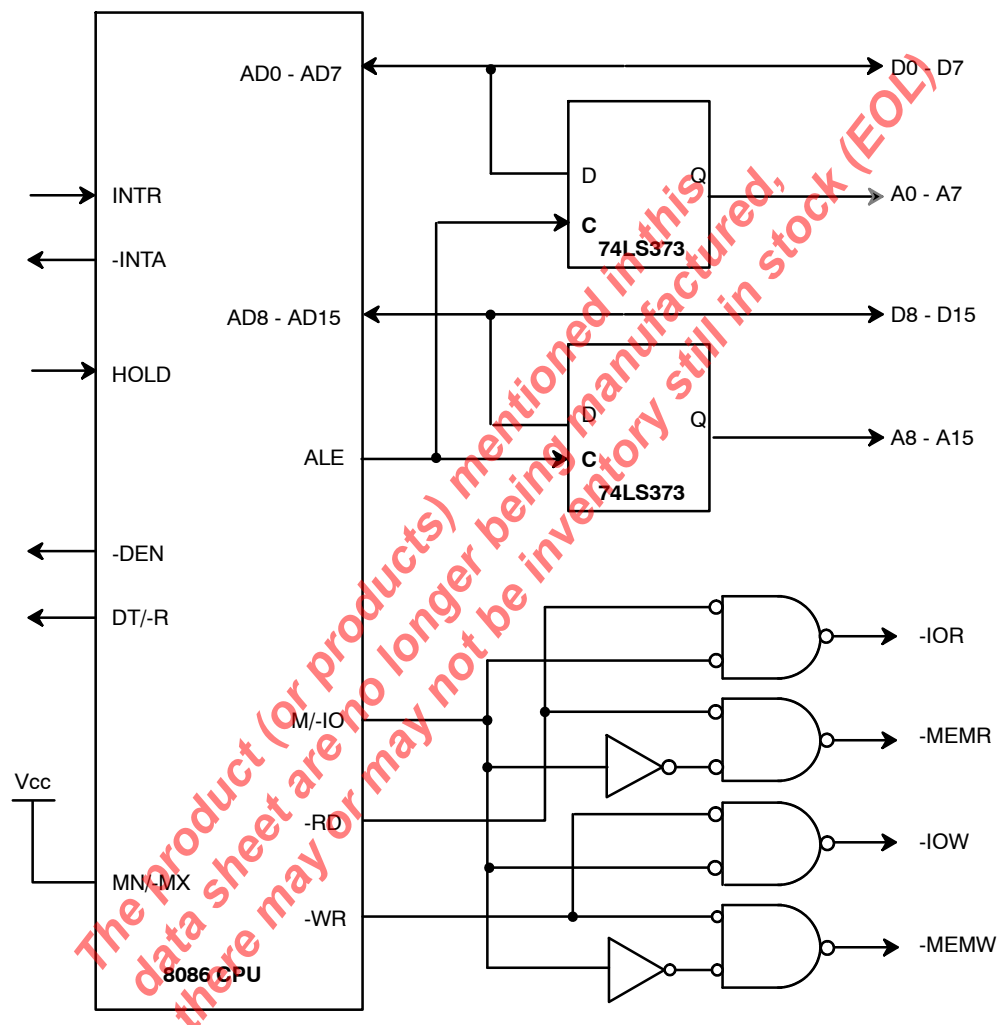 AD0 - AD7
D0 - D7
D
Q
INTR
A0 - A7
C
74LS373
-INTA
AD8 - AD15
D8 - D15
HOLD
D
Q
A8 - A15
ALE
C
74LS373
-DEN
DT/-R
-IOR
M/-IO
-MEMR
Vcc
-RD
-IOW
MN/-MX
-WR
-MEMW
8086 CPU
The product (or products) mentioned in this
data sheet are no longer being manufactured,
there may or may not be inventory still in stock (EOL)